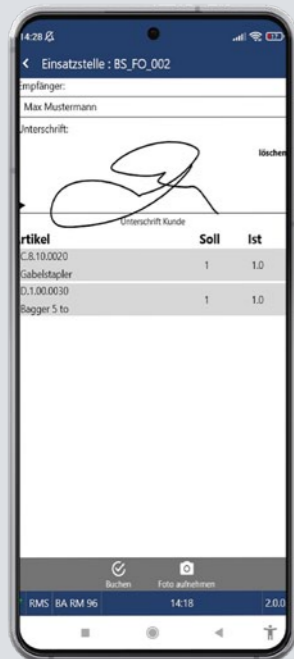 14:28
Einsatzstelle : BS_FO_002
Empfänger:
Max Mustermann
Unterschrift:
löschen
Unterschrift Kunde
rtikel Soll Ist
C.8.10.0020
Gabelstapler 1 1.0
D.1.00.0030
Bagger 5 to 1 1.0
Buchen Foto aufnehmen
RMS BA RM 96 14:18 2.0.0